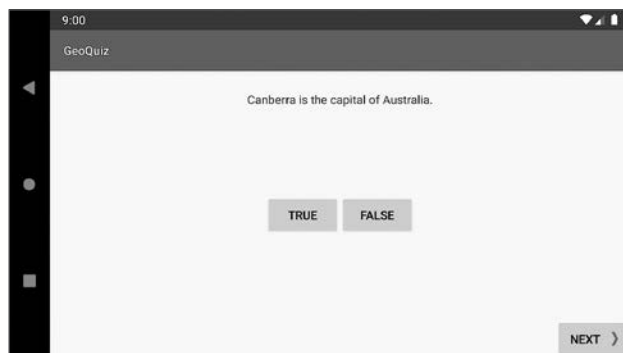 9:00
GeoQuiz
Canberra is the capital of Australia.
TRUE FALSE
NEXT